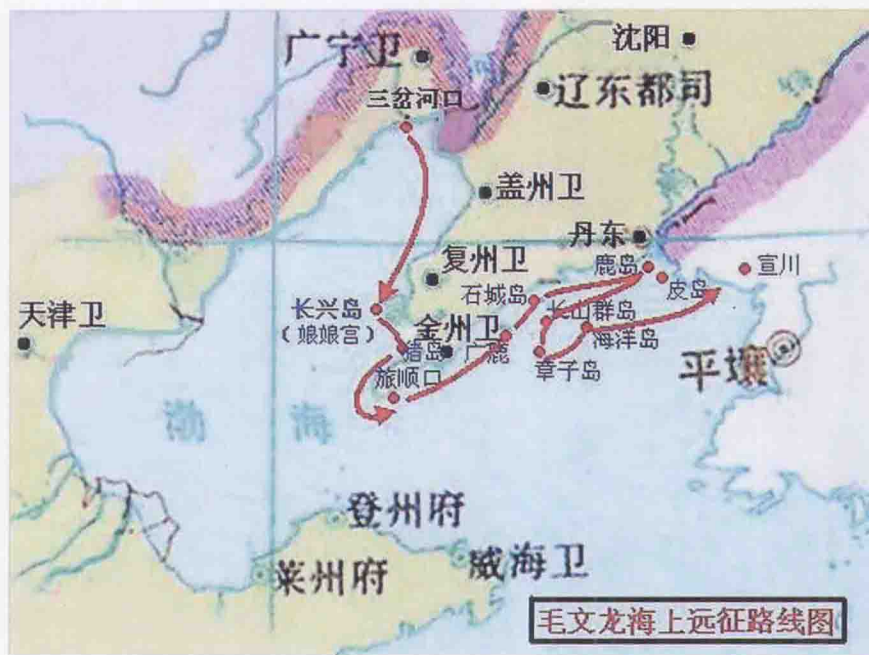 沈阳
广宁卫
辽东都司
三岔河口
盖州卫
丹东
复州卫
鹿岛
宣川
皮岛
石城岛
长兴岛
(娘娘宫)
长山群岛
天津卫
金州卫
猪岛
广鹿
海洋岛
章子岛
平壤
旅顺口
渤海
登州府
威海卫
莱州府
毛文龙海上远征路线图